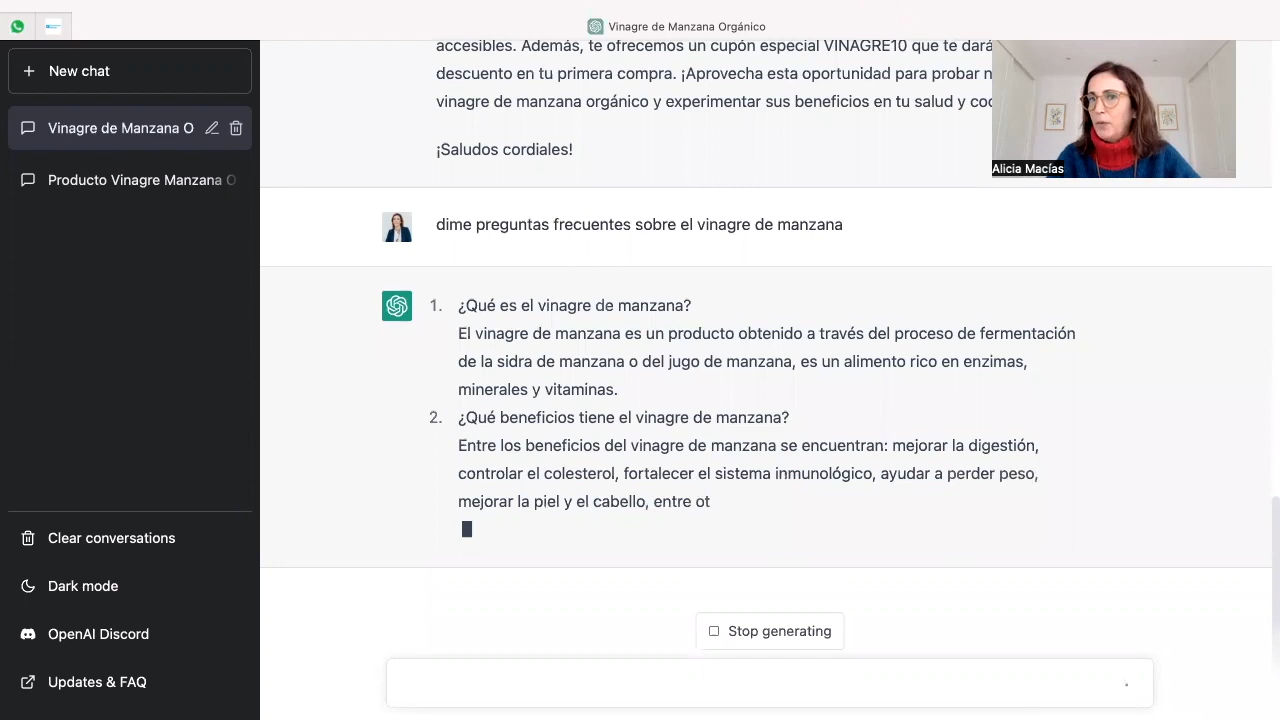 Vinagre de Manzana Orgánico
New chat
Vinagre de Manzana O
Producto Vinagre Manzana O
Clear conversations
Dark mode
OpenAI Discord
Updates & FAQ
accesibles. Además, te ofrecemos un cupón especial VINAGRE10 que te dará
descuento en tu primera compra. ¡Aprovecha esta oportunidad para probar n
vinagre de manzana orgánico y experimentar sus beneficios en tu salud y coc
¡Saludos cordiales!
Alicia Macías
dime preguntas frecuentes sobre el vinagre de manzana
1. ¿Qué es el vinagre de manzana?
El vinagre de manzana es un producto obtenido a través del proceso de fermentación
de la sidra de manzana o del jugo de manzana, es un alimento rico en enzimas,
minerales y vitaminas.
2. ¿Qué beneficios tiene el vinagre de manzana?
Entre los beneficios del vinagre de manzana se encuentran: mejorar la digestión,
controlar el colesterol, fortalecer el sistema inmunológico, ayudar a perder peso,
mejorar la piel y el cabello, entre ot
Stop generating